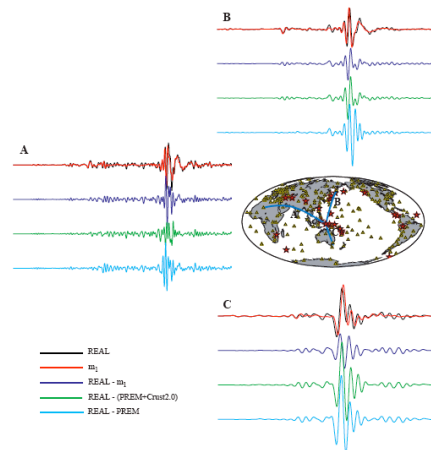 B
A
B
C
REAL
m₁
REAL - m₁
REAL - (PREM+Crust2.0)
REAL - PREM